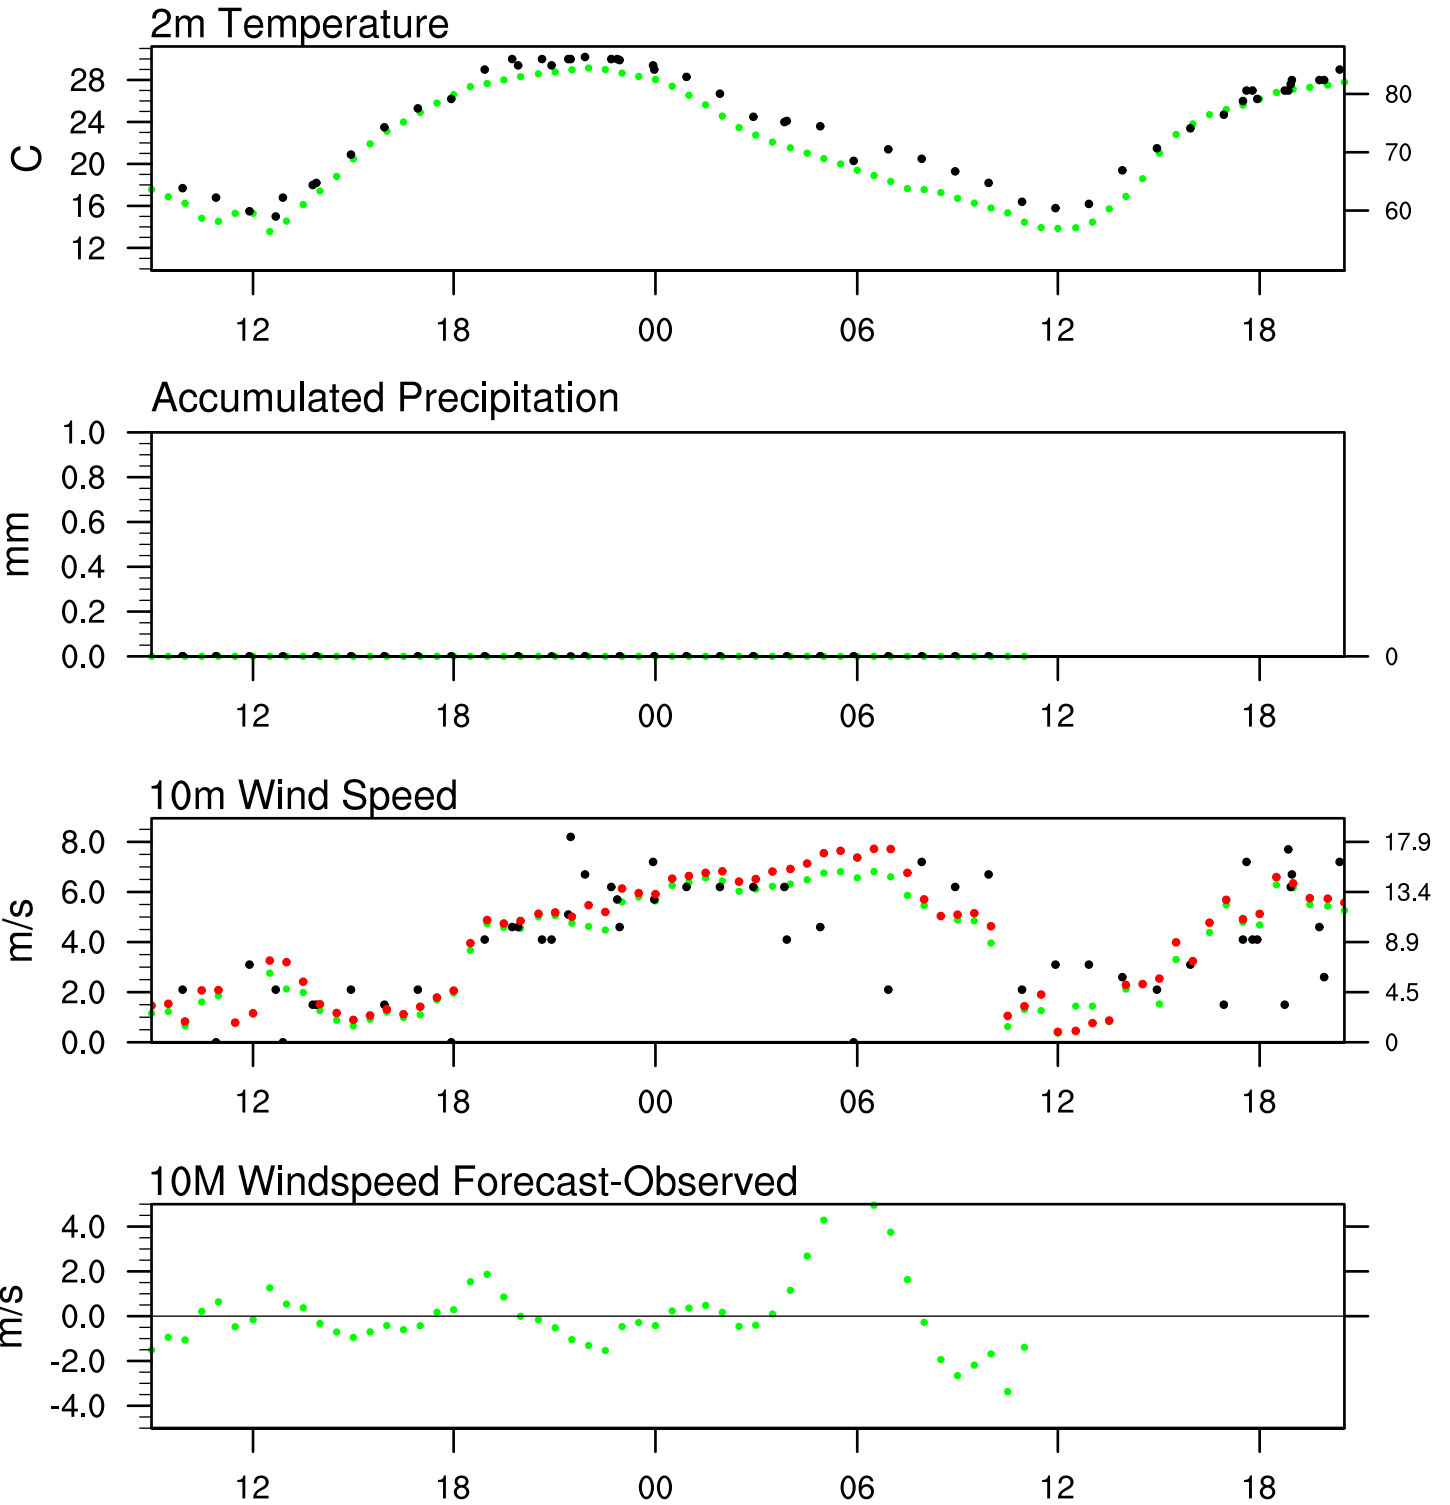 2m Temperature
28
24
20
16
12
C
80
70
60
12 18 00 06 12 18
Accumulated Precipitation
1.0
0.8
0.6
0.4
0.2
0.0
mm
0
12 18 00 06 12 18
10m Wind Speed
8.0
6.0
4.0
2.0
0.0
m/s
17.9
13.4
8.9
4.5
0
12 18 00 06 12 18
10M Windspeed Forecast-Observed
4.0
2.0
0.0
-2.0
-4.0
m/s
12 18 00 06 12 18